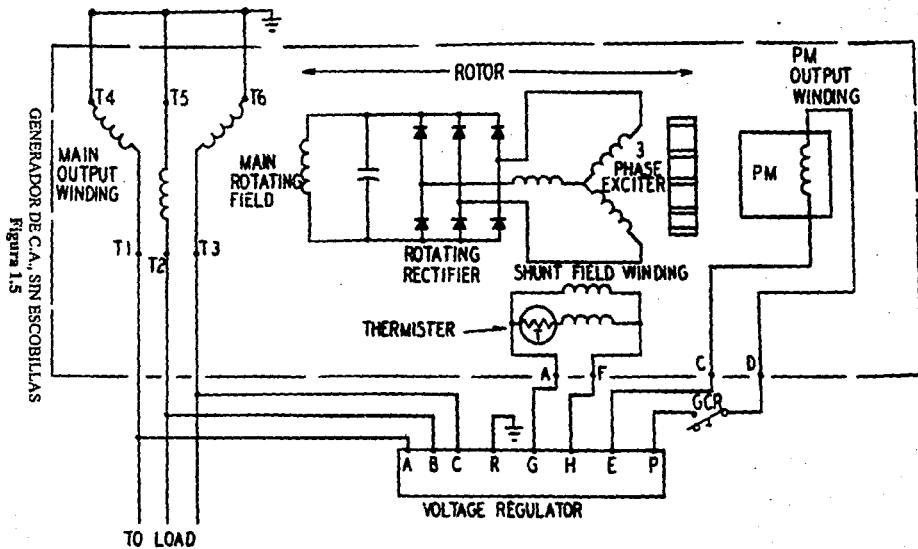 PM
OUTPUT
WINDING
ROTOR
T4
T5
T6
MAIN
OUTPUT
WINDING
MAIN
ROTATING
FIELD
3
PHASE
EXCITER
PM
T1
T2
T3
ROTATING
RECTIFIER
SHUNT FIELD WINDING
THERMISTER
T
A
F
C
D
GCR
A B C R G H E P
VOLTAGE REGULATOR
TO LOAD
GENERADOR DE C.A., SIN ESCOBILLAS
Figura 1.5